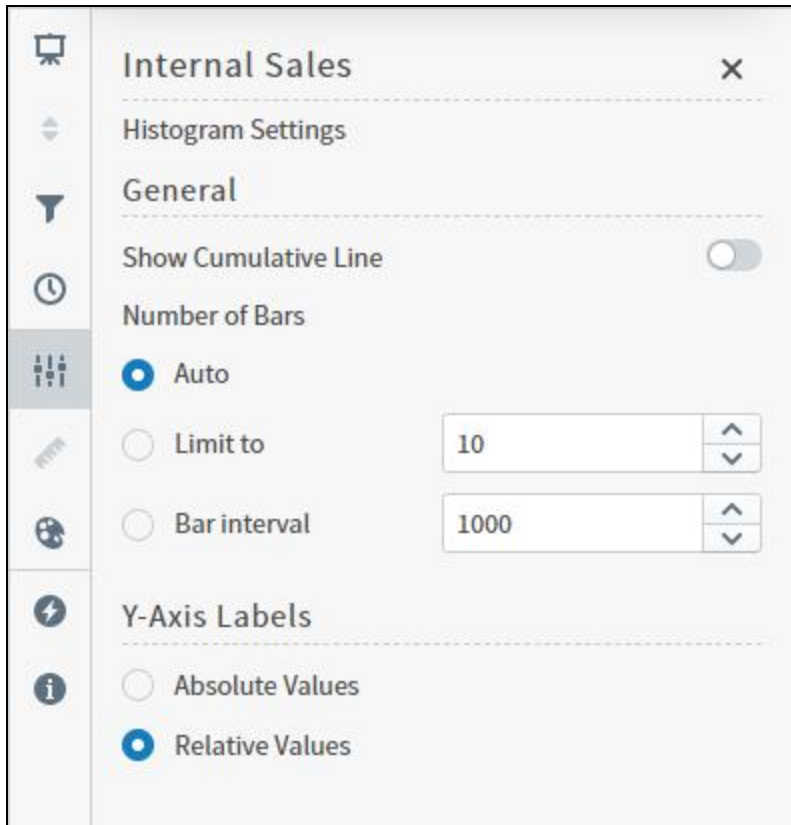 Internal Sales
Histogram Settings
General
Show Cumulative Line
Number of Bars
Auto
Limit to 10
Bar interval 1000
Y-Axis Labels
Absolute Values
Relative Values